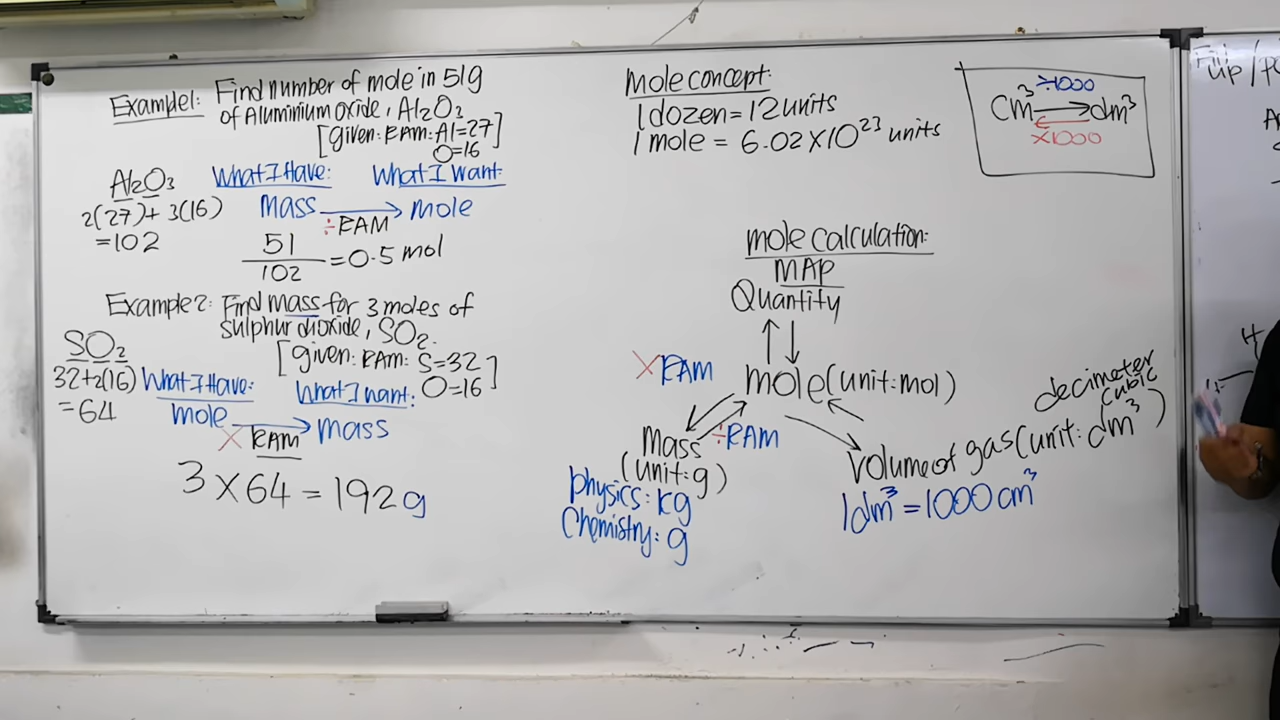 Example1: Find number of mole in 51g
of Aluminium oxide, Al2O3
[given: RAM: Al=27]
O=16
Al2O3
2(27)+ 3(16)
=102
What I Have: What I Want:
Mass ⟶ mole
÷RAM
51/102 = 0.5 mol
Example 2: Find mass for 3 moles of
sulphur dioxide, SO2.
[given: RAM: S=32]
O=16
SO2
32+2(16)
=64
What I Have: What I want:
mole ⟶ mass
× RAM
3 × 64 = 192g
Mole concept:
1 dozen = 12 units
1 mole = 6.02 × 10²³ units
÷1000
cm³ ⟶ dm³
×1000
mole calculation:
MAP
Quantity
×RAM
mole (unit: mol)
÷RAM
Mass
(unit: g)
physics: kg
Chemistry: g
decimeter
cubic
Volume of gas (unit: dm³)
1dm³ = 1000 cm³
up /